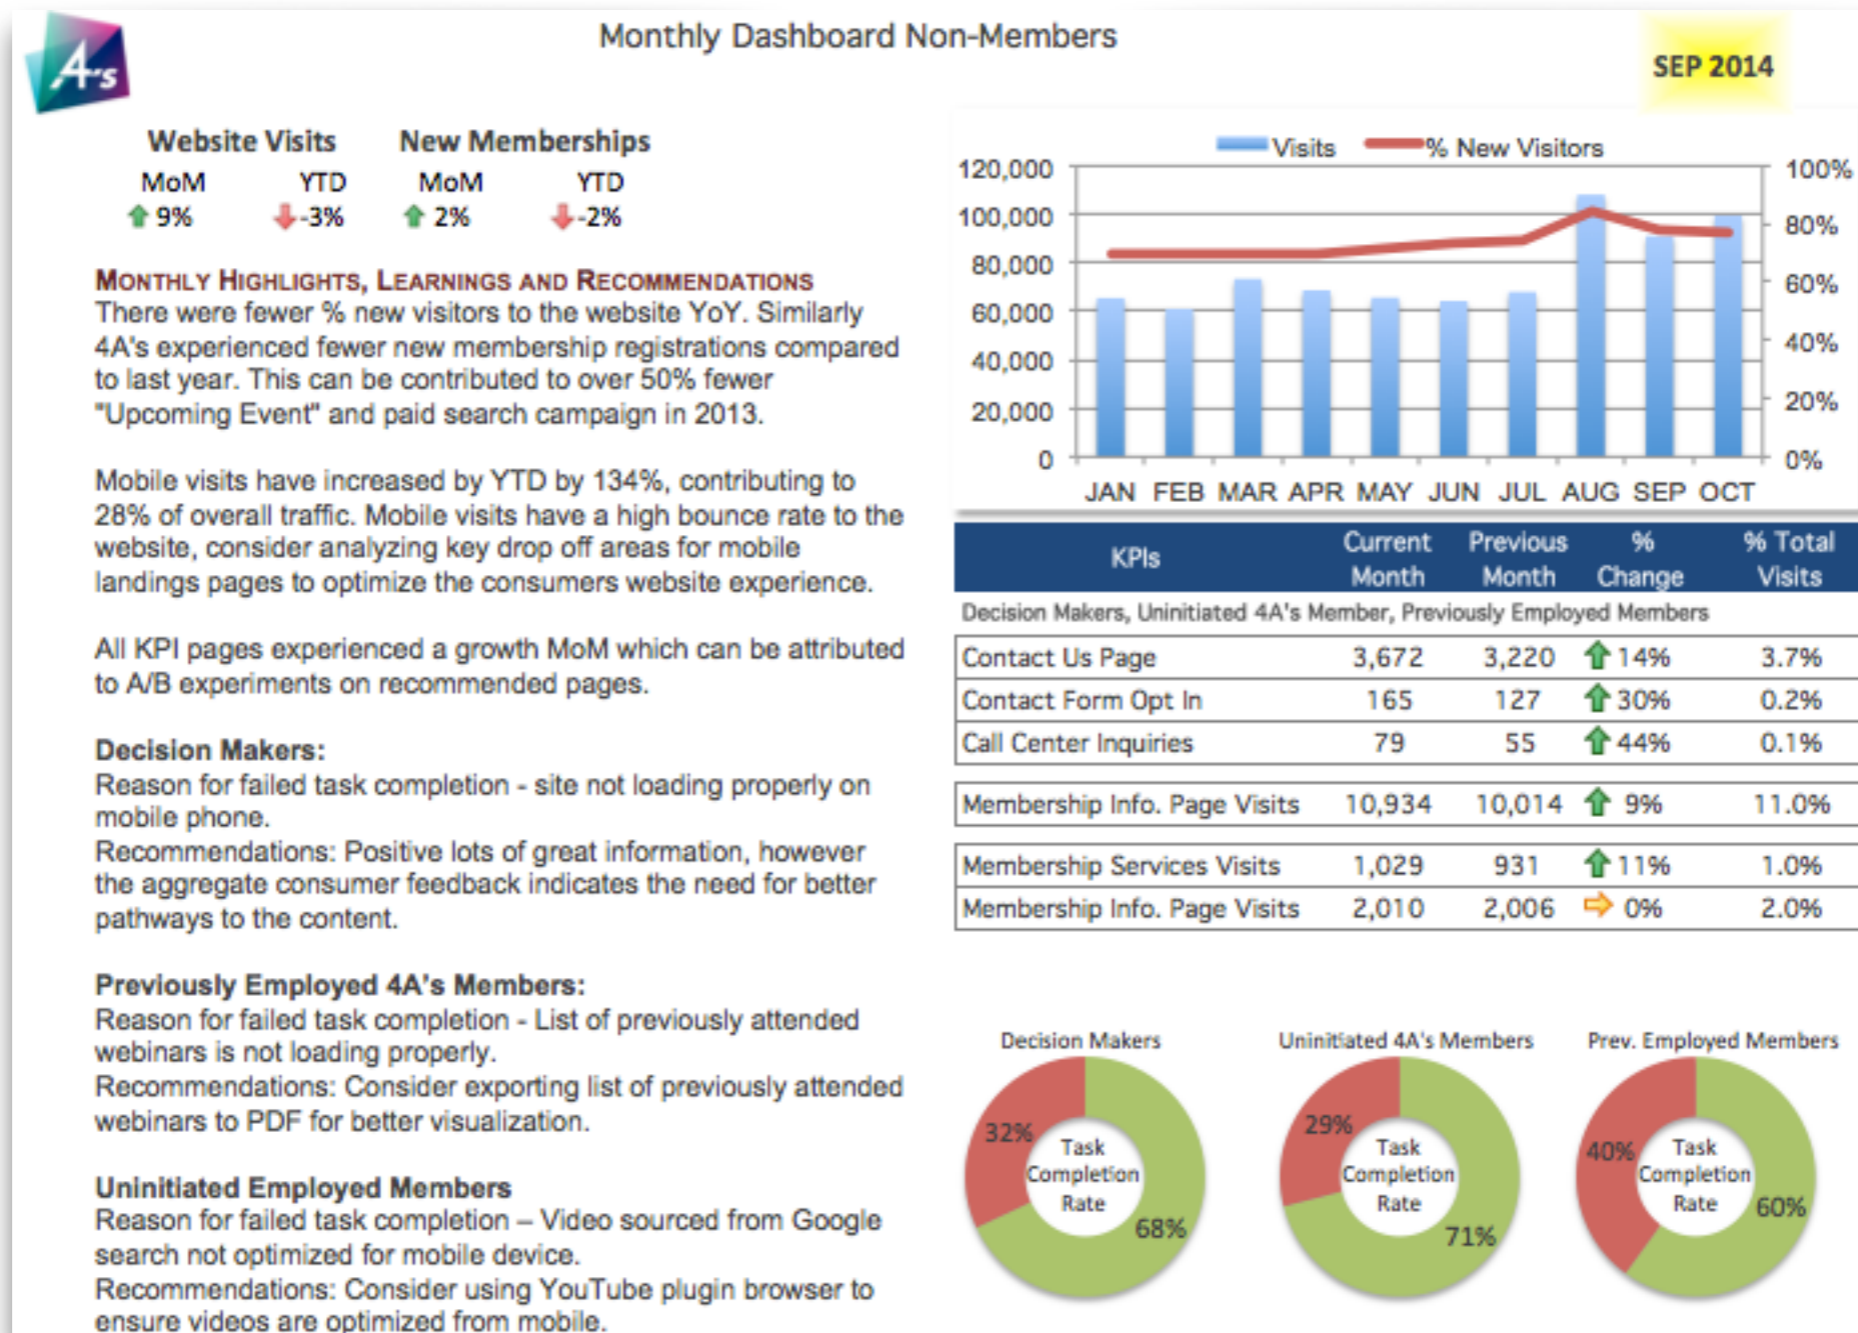 A's
Monthly Dashboard Non-Members
SEP 2014
Website Visits New Memberships
MoM YTD MoM YTD
9% -3% 2% -2%
MONTHLY HIGHLIGHTS, LEARNINGS AND RECOMMENDATIONS
There were fewer % new visitors to the website YoY. Similarly
4A's experienced fewer new membership registrations compared
to last year. This can be contributed to over 50% fewer
"Upcoming Event" and paid search campaign in 2013.
Mobile visits have increased by YTD by 134%, contributing to
28% of overall traffic. Mobile visits have a high bounce rate to the
website, consider analyzing key drop off areas for mobile
landings pages to optimize the consumers website experience.
All KPI pages experienced a growth MoM which can be attributed
to A/B experiments on recommended pages.
Decision Makers:
Reason for failed task completion - site not loading properly on
mobile phone.
Recommendations: Positive lots of great information, however
the aggregate consumer feedback indicates the need for better
pathways to the content.
Previously Employed 4A's Members:
Reason for failed task completion - List of previously attended
webinars is not loading properly.
Recommendations: Consider exporting list of previously attended
webinars to PDF for better visualization.
Uninitiated Employed Members
Reason for failed task completion – Video sourced from Google
search not optimized for mobile device.
Recommendations: Consider using YouTube plugin browser to
ensure videos are optimized from mobile.
Visits % New Visitors
120,000 100%
100,000 80%
80,000 60%
60,000
40,000 40%
20,000 20%
0 0%
JAN FEB MAR APR MAY JUN JUL AUG SEP OCT
KPIs Current Month Previous Month % Change % Total Visits
Decision Makers, Uninitiated 4A's Member, Previously Employed Members
Contact Us Page 3,672 3,220 14% 3.7%
Contact Form Opt In 165 127 30% 0.2%
Call Center Inquiries 79 55 44% 0.1%
Membership Info. Page Visits 10,934 10,014 9% 11.0%
Membership Services Visits 1,029 931 11% 1.0%
Membership Info. Page Visits 2,010 2,006 0% 2.0%
Decision Makers Uninitiated 4A's Members Prev. Employed Members
32% Task Completion Rate 68%
29% Task Completion Rate 71%
40% Task Completion Rate 60%